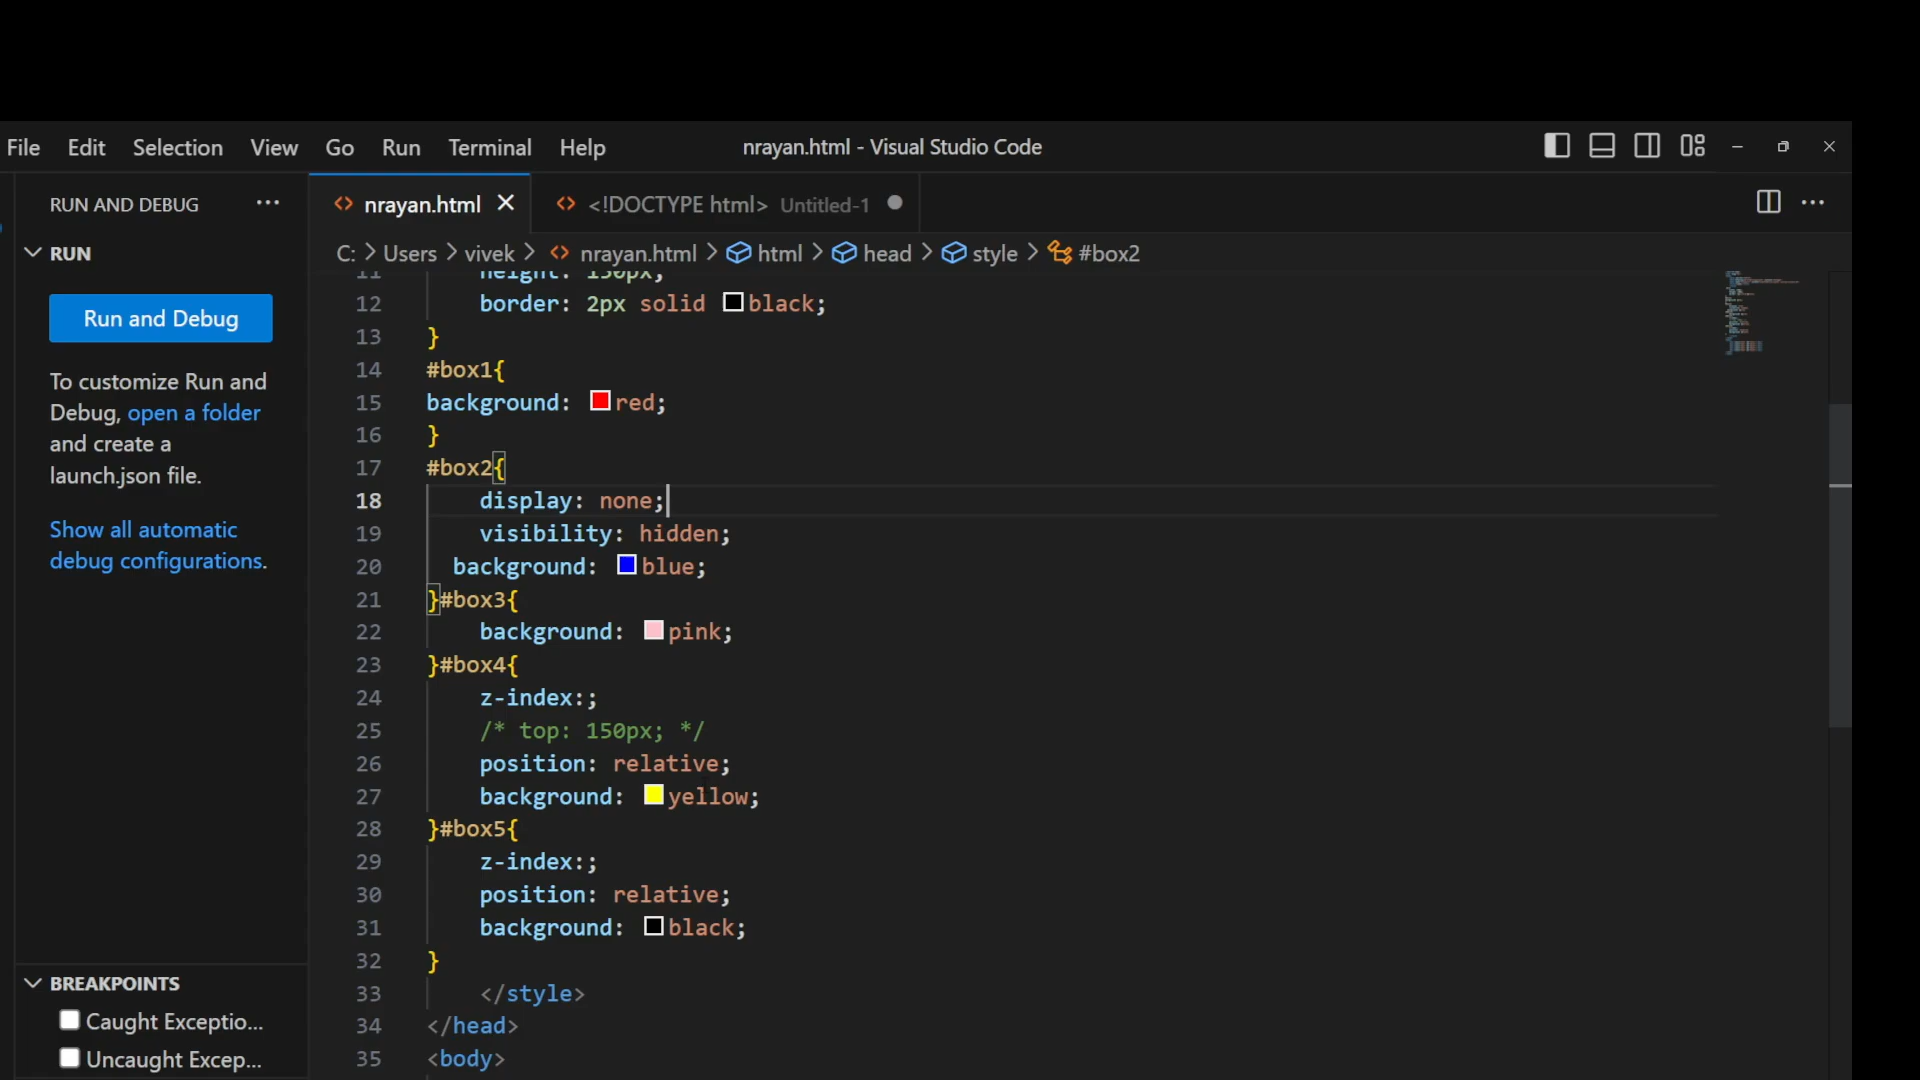 File Edit Selection View Go Run Terminal Help nrayan.html - Visual Studio Code
RUN AND DEBUG ...
nrayan.html
<!DOCTYPE html> Untitled-1
RUN
C: > Users > vivek > nrayan.html > html > head > style > #box2
Run and Debug
To customize Run and
Debug, open a folder
and create a
launch.json file.
Show all automatic
debug configurations.
11 height: 150px;
12 border: 2px solid black;
13 }
14 #box1{
15 background: red;
16 }
17 #box2{
18 display: none;
19 visibility: hidden;
20 background: blue;
21 }#box3{
22 background: pink;
23 }#box4{
24 z-index:;
25 /* top: 150px; */
26 position: relative;
27 background: yellow;
28 }#box5{
29 z-index:;
30 position: relative;
31 background: black;
32 }
33 </style>
34 </head>
35 <body>
BREAKPOINTS
Caught Exceptio...
Uncaught Excep...